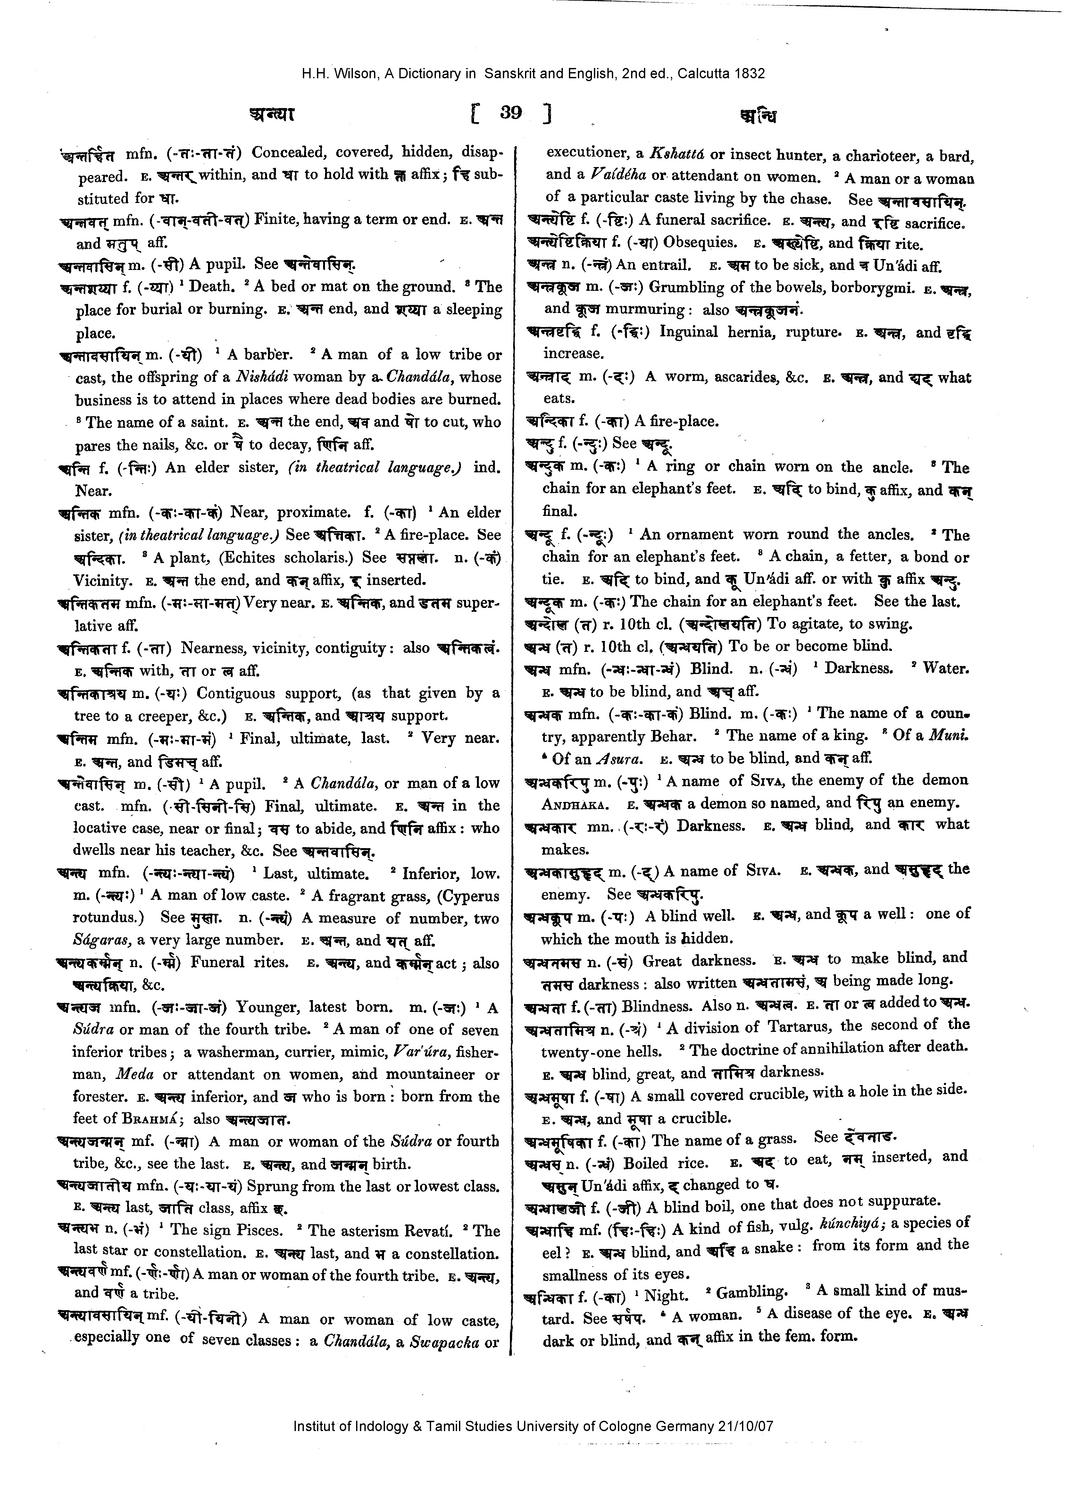 H.H. Wilson, A Dictionary in Sanskrit and English, 2nd ed., Calcutta 1832
अन्त्या [ 39 ] अन्धि
अन्तर्हित mfn. (-तः-ता-तं) Concealed, covered, hidden, disap-
peared. E. अन्तर् within, and धा to hold with क्त affix; हि sub-
stituted for धा.
अन्तवत् mfn. (-वान्-वती-वत्) Finite, having a term or end. E. अन्त
and मतुप् aff.
अन्तवासिन् m. (-सी) A pupil. See अन्तेवासिन्.
अन्तशय्या f. (-य्या) ¹ Death. ² A bed or mat on the ground. ³ The
place for burial or burning. E. अन्त end, and शय्या a sleeping
place.
अन्तावसायिन् m. (-यी) ¹ A barber. ² A man of a low tribe or
cast, the offspring of a Nishádi woman by a Chandála, whose
business is to attend in places where dead bodies are burned.
³ The name of a saint. E. अन्त the end, अव and षो to cut, who
pares the nails, &c. or षै to decay, णिनि aff.
अन्ति f. (-न्तिः) An elder sister, (in theatrical language.) ind.
Near.
अन्तिक mfn. (-कः-का-कं) Near, proximate. f. (-का) ¹ An elder
sister, (in theatrical language.) See अत्तिका. ² A fire-place. See
अन्दिका. ³ A plant, (Echites scholaris.) See सप्तला. n. (-कं)
Vicinity. E. अन्त the end, and कन् affix, इ inserted.
अन्तिकतम mfn. (-मः-मा-मत्) Very near. E. अन्तिक, and डतम super-
lative aff.
अन्तिकता f. (-ता) Nearness, vicinity, contiguity: also अन्तिकत्वं.
E. अन्तिक with, ता or त्व aff.
अन्तिकाश्रय m. (-यः) Contiguous support, (as that given by a
tree to a creeper, &c.) E. अन्तिक, and आश्रय support.
अन्तिम mfn. (-मः-मा-मं) ¹ Final, ultimate, last. ² Very near.
E. अन्त, and डिमच् aff.
अन्तेवासिन् m. (-सी) ¹ A pupil. ² A Chandála, or man of a low
cast. mfn. (-सी-सिनी-सि) Final, ultimate. E. अन्त in the
locative case, near or final; वस to abide, and णिनि affix: who
dwells near his teacher, &c. See अन्तवासिन्.
अन्त्य mfn. (-न्त्यः-न्त्या-न्त्यं) ¹ Last, ultimate. ² Inferior, low.
m. (-न्त्यः) ¹ A man of low caste. ² A fragrant grass, (Cyperus
rotundus.) See मुस्ता. n. (-न्त्यं) A measure of number, two
Ságaras, a very large number. E. अन्त, and यत् aff.
अन्त्यकर्म्मन् n. (-र्म्म) Funeral rites. E. अन्त्य, and कर्म्मन् act; also
अन्त्यक्रिया, &c.
अन्त्यज mfn. (-जः-जा-जं) Younger, latest born. m. (-जः) ¹ A
Súdra or man of the fourth tribe. ² A man of one of seven
inferior tribes; a washerman, currier, mimic, Var'úra, fisher-
man, Meda or attendant on women, and mountaineer or
forester. E. अन्त्य inferior, and ज who is born: born from the
feet of BRAHMÁ; also अन्त्यजात.
अन्त्यजन्मन् mf. (-न्मा) A man or woman of the Súdra or fourth
tribe, &c., see the last. E. अन्त्य, and जन्मन् birth.
अन्त्यजातीय mfn. (-यः-या-यं) Sprung from the last or lowest class.
E. अन्त्य last, जाति class, affix छ.
अन्त्यभ n. (-भं) ¹ The sign Pisces. ² The asterism Revatí. ³ The
last star or constellation. E. अन्त्य last, and भ a constellation.
अन्त्यवर्ण mf. (-र्णः-र्णा) A man or woman of the fourth tribe. E. अन्त्य,
and वर्ण a tribe.
अन्त्यावसायिन् mf. (-यी-यिनी) A man or woman of low caste,
especially one of seven classes: a Chandála, a Swapacka or
executioner, a Kshattá or insect hunter, a charioteer, a bard,
and a Vaídéha or attendant on women. ² A man or a woman
of a particular caste living by the chase. See अन्तावसायिन्.
अन्त्येष्टि f. (-ष्टिः) A funeral sacrifice. E. अन्त्य, and इष्टि sacrifice.
अन्त्येष्टिक्रिया f. (-या) Obsequies. E. अन्त्येष्टि, and क्रिया rite.
अन्त्र n. (-न्त्रं) An entrail. E. अम to be sick, and त्र Un'ádi aff.
अन्त्रकूज m. (-जः) Grumbling of the bowels, borborygmi. E. अन्त्र,
and कूज murmuring: also अन्त्रकूजनं.
अन्त्रवृद्धि f. (-द्धिः) Inguinal hernia, rupture. E. अन्त्र, and वृद्धि
increase.
अन्त्राद m. (-दः) A worm, ascarides, &c. E. अन्त्र, and अद what
eats.
अन्दिका f. (-का) A fire-place.
अन्दु f. (-न्दुः) See अन्दू.
अन्दुक m. (-कः) ¹ A ring or chain worn on the ancle. ² The
chain for an elephant's feet. E. अदि to bind, कु affix, and कन्
final.
अन्दू f. (-न्दूः) ¹ An ornament worn round the ancles. ² The
chain for an elephant's feet. ³ A chain, a fetter, a bond or
tie. E. अदि to bind, and कू Un'ádi aff. or with कु affix अन्दु.
अन्दूक m. (-कः) The chain for an elephant's feet. See the last.
अन्दोल (त) r. 10th cl. (अन्दोलयति) To agitate, to swing.
अन्ध (त) r. 10th cl. (अन्धयति) To be or become blind.
अन्ध mfn. (-न्धः-न्धा-न्धं) Blind. n. (-न्धं) ¹ Darkness. ² Water.
E. अन्ध to be blind, and अच् aff.
अन्धक mfn. (-कः-का-कं) Blind. m. (-कः) ¹ The name of a coun-
try, apparently Behar. ² The name of a king. ³ Of a Muni.
⁴ Of an Asura. E. अन्ध to be blind, and कन् aff.
अन्धकरिपु m. (-पुः) ¹ A name of SIVA, the enemy of the demon
ANDHAKA. E. अन्धक a demon so named, and रिपु an enemy.
अन्धकार mn. (-रः-रं) Darkness. E. अन्ध blind, and कार what
makes.
अन्धकासुहृद् m. (-द्) A name of SIVA. E. अन्धक, and असुहृद् the
enemy. See अन्धकरिपु.
अन्धकूप m. (-पः) A blind well. E. अन्ध, and कूप a well: one of
which the mouth is hidden.
अन्धतमस n. (-सं) Great darkness. E. अन्ध to make blind, and
तमस darkness: also written अन्धतामसं, अ being made long.
अन्धता f. (-ता) Blindness. Also n. अन्धत्व. E. ता or त्व added to अन्ध.
अन्धतामिस्र n. (-स्रं) ¹ A division of Tartarus, the second of the
twenty-one hells. ² The doctrine of annihilation after death.
E. अन्ध blind, great, and तामिस्र darkness.
अन्धमूषा f. (-षा) A small covered crucible, with a hole in the side.
E. अन्ध, and मूषा a crucible.
अन्धमूषिका f. (-का) The name of a grass. See देवताड.
अन्धस् n. (-न्धः) Boiled rice. E. अद to eat, नम् inserted, and
असुन् Un'ádi affix, द changed to ध.
अन्धालजी f. (-जी) A blind boil, one that does not suppurate.
अन्धाहि mf. (हिः-हिः) A kind of fish, vulg. kúnchiyá; a species of
eel? E. अन्ध blind, and अहि a snake: from its form and the
smallness of its eyes.
अन्धिका f. (-का) ¹ Night. ² Gambling. ³ A small kind of mus-
tard. See सर्षप. ⁴ A woman. ⁵ A disease of the eye. E. अन्ध
dark or blind, and कन् affix in the fem. form.
Institut of Indology & Tamil Studies University of Cologne Germany 21/10/07